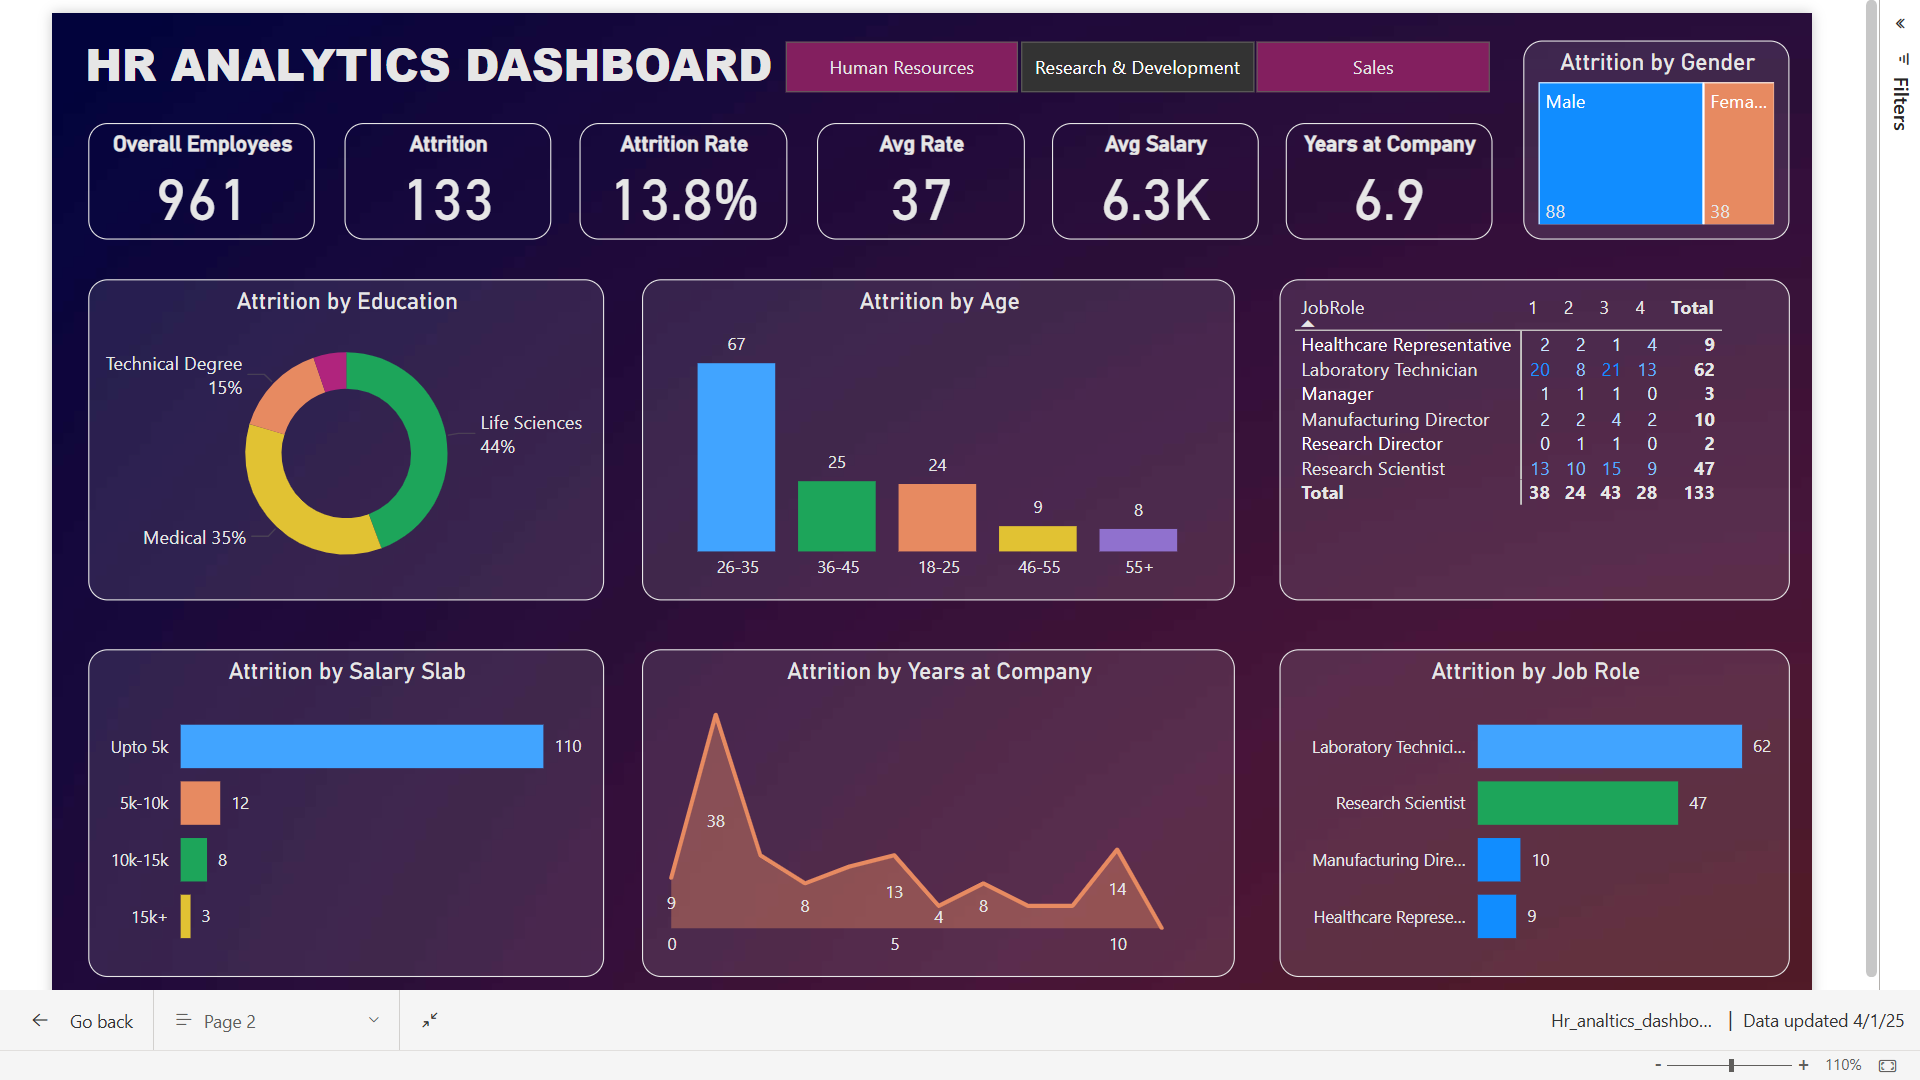 HR ANALYTICS DASHBOARD
Human Resources
Research & Development
Sales
Attrition by Gender
Male
Fema...
88
38
Overall Employees
961
Attrition
133
Attrition Rate
13.8%
Avg Rate
37
Avg Salary
6.3K
Years at Company
6.9
Filters
Attrition by Education
Technical Degree
15%
Life Sciences
44%
Medical 35%
Attrition by Age
67
25
24
9
8
26-35
36-45
18-25
46-55
55+
JobRole 1 2 3 4 Total
Healthcare Representative 2 2 1 4 9
Laboratory Technician 20 8 21 13 62
Manager 1 1 1 0 3
Manufacturing Director 2 2 4 2 10
Research Director 0 1 1 0 2
Research Scientist 13 10 15 9 47
Total 38 24 43 28 133
Attrition by Salary Slab
Upto 5k 110
5k-10k 12
10k-15k 8
15k+ 3
Attrition by Years at Company
38
9
8
13
4
8
14
0
5
10
Attrition by Job Role
Laboratory Technici... 62
Research Scientist 47
Manufacturing Dire... 10
Healthcare Represe... 9
Go back
Page 2
Hr_analtics_dashbo... | Data updated 4/1/25
- + 110%